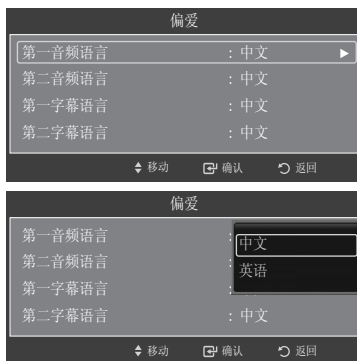 偏爱
第一音频语言 : 中文 ►
第二音频语言 : 中文
第一字幕语言 : 中文
第二字幕语言 : 中文
移动 确认 返回
偏爱
第一音频语言 : 中文
第二音频语言 : 英语
第一字幕语言 :
第二字幕语言 : 中文
移动 确认 返回